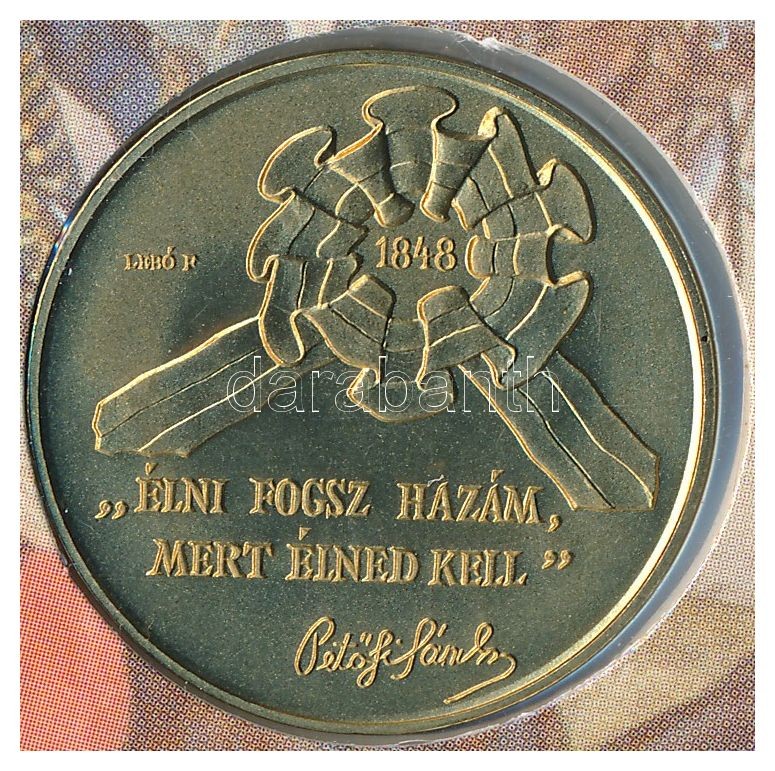 1848
LEBÓ F
darabanth
„ÉLNI FOGSZ HAZÁM,
MERT ÉLNED KELL”
Petőfi Sándor